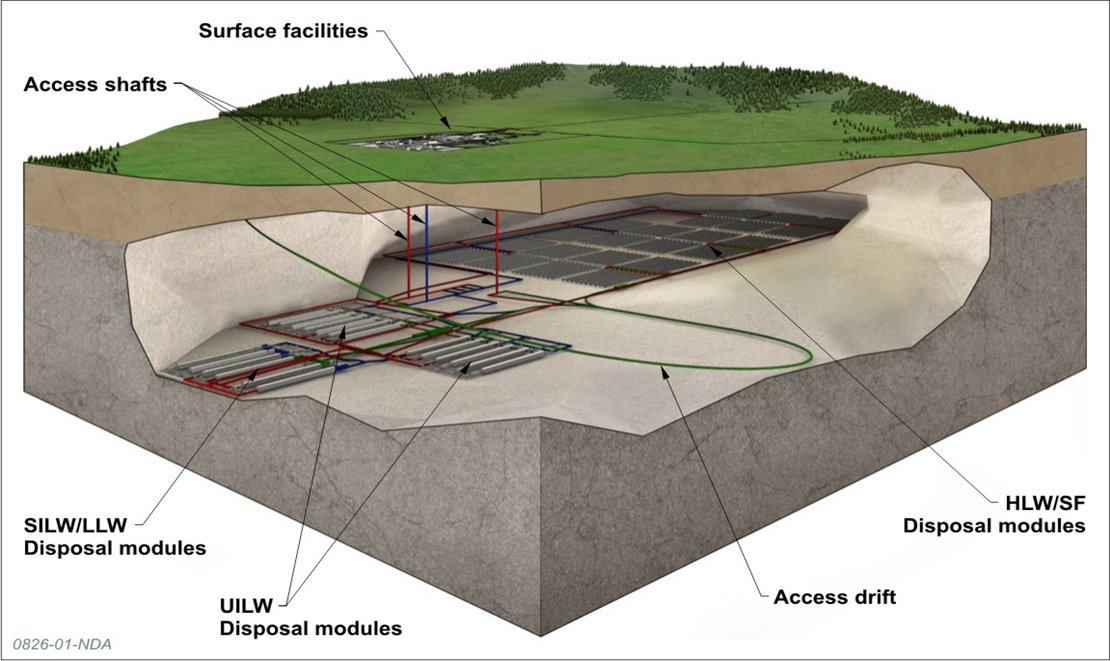 Surface facilities
Access shafts
HLW/SF
Disposal modules
SILW/LLW
Disposal modules
Access drift
UILW
Disposal modules
0826-01-NDA